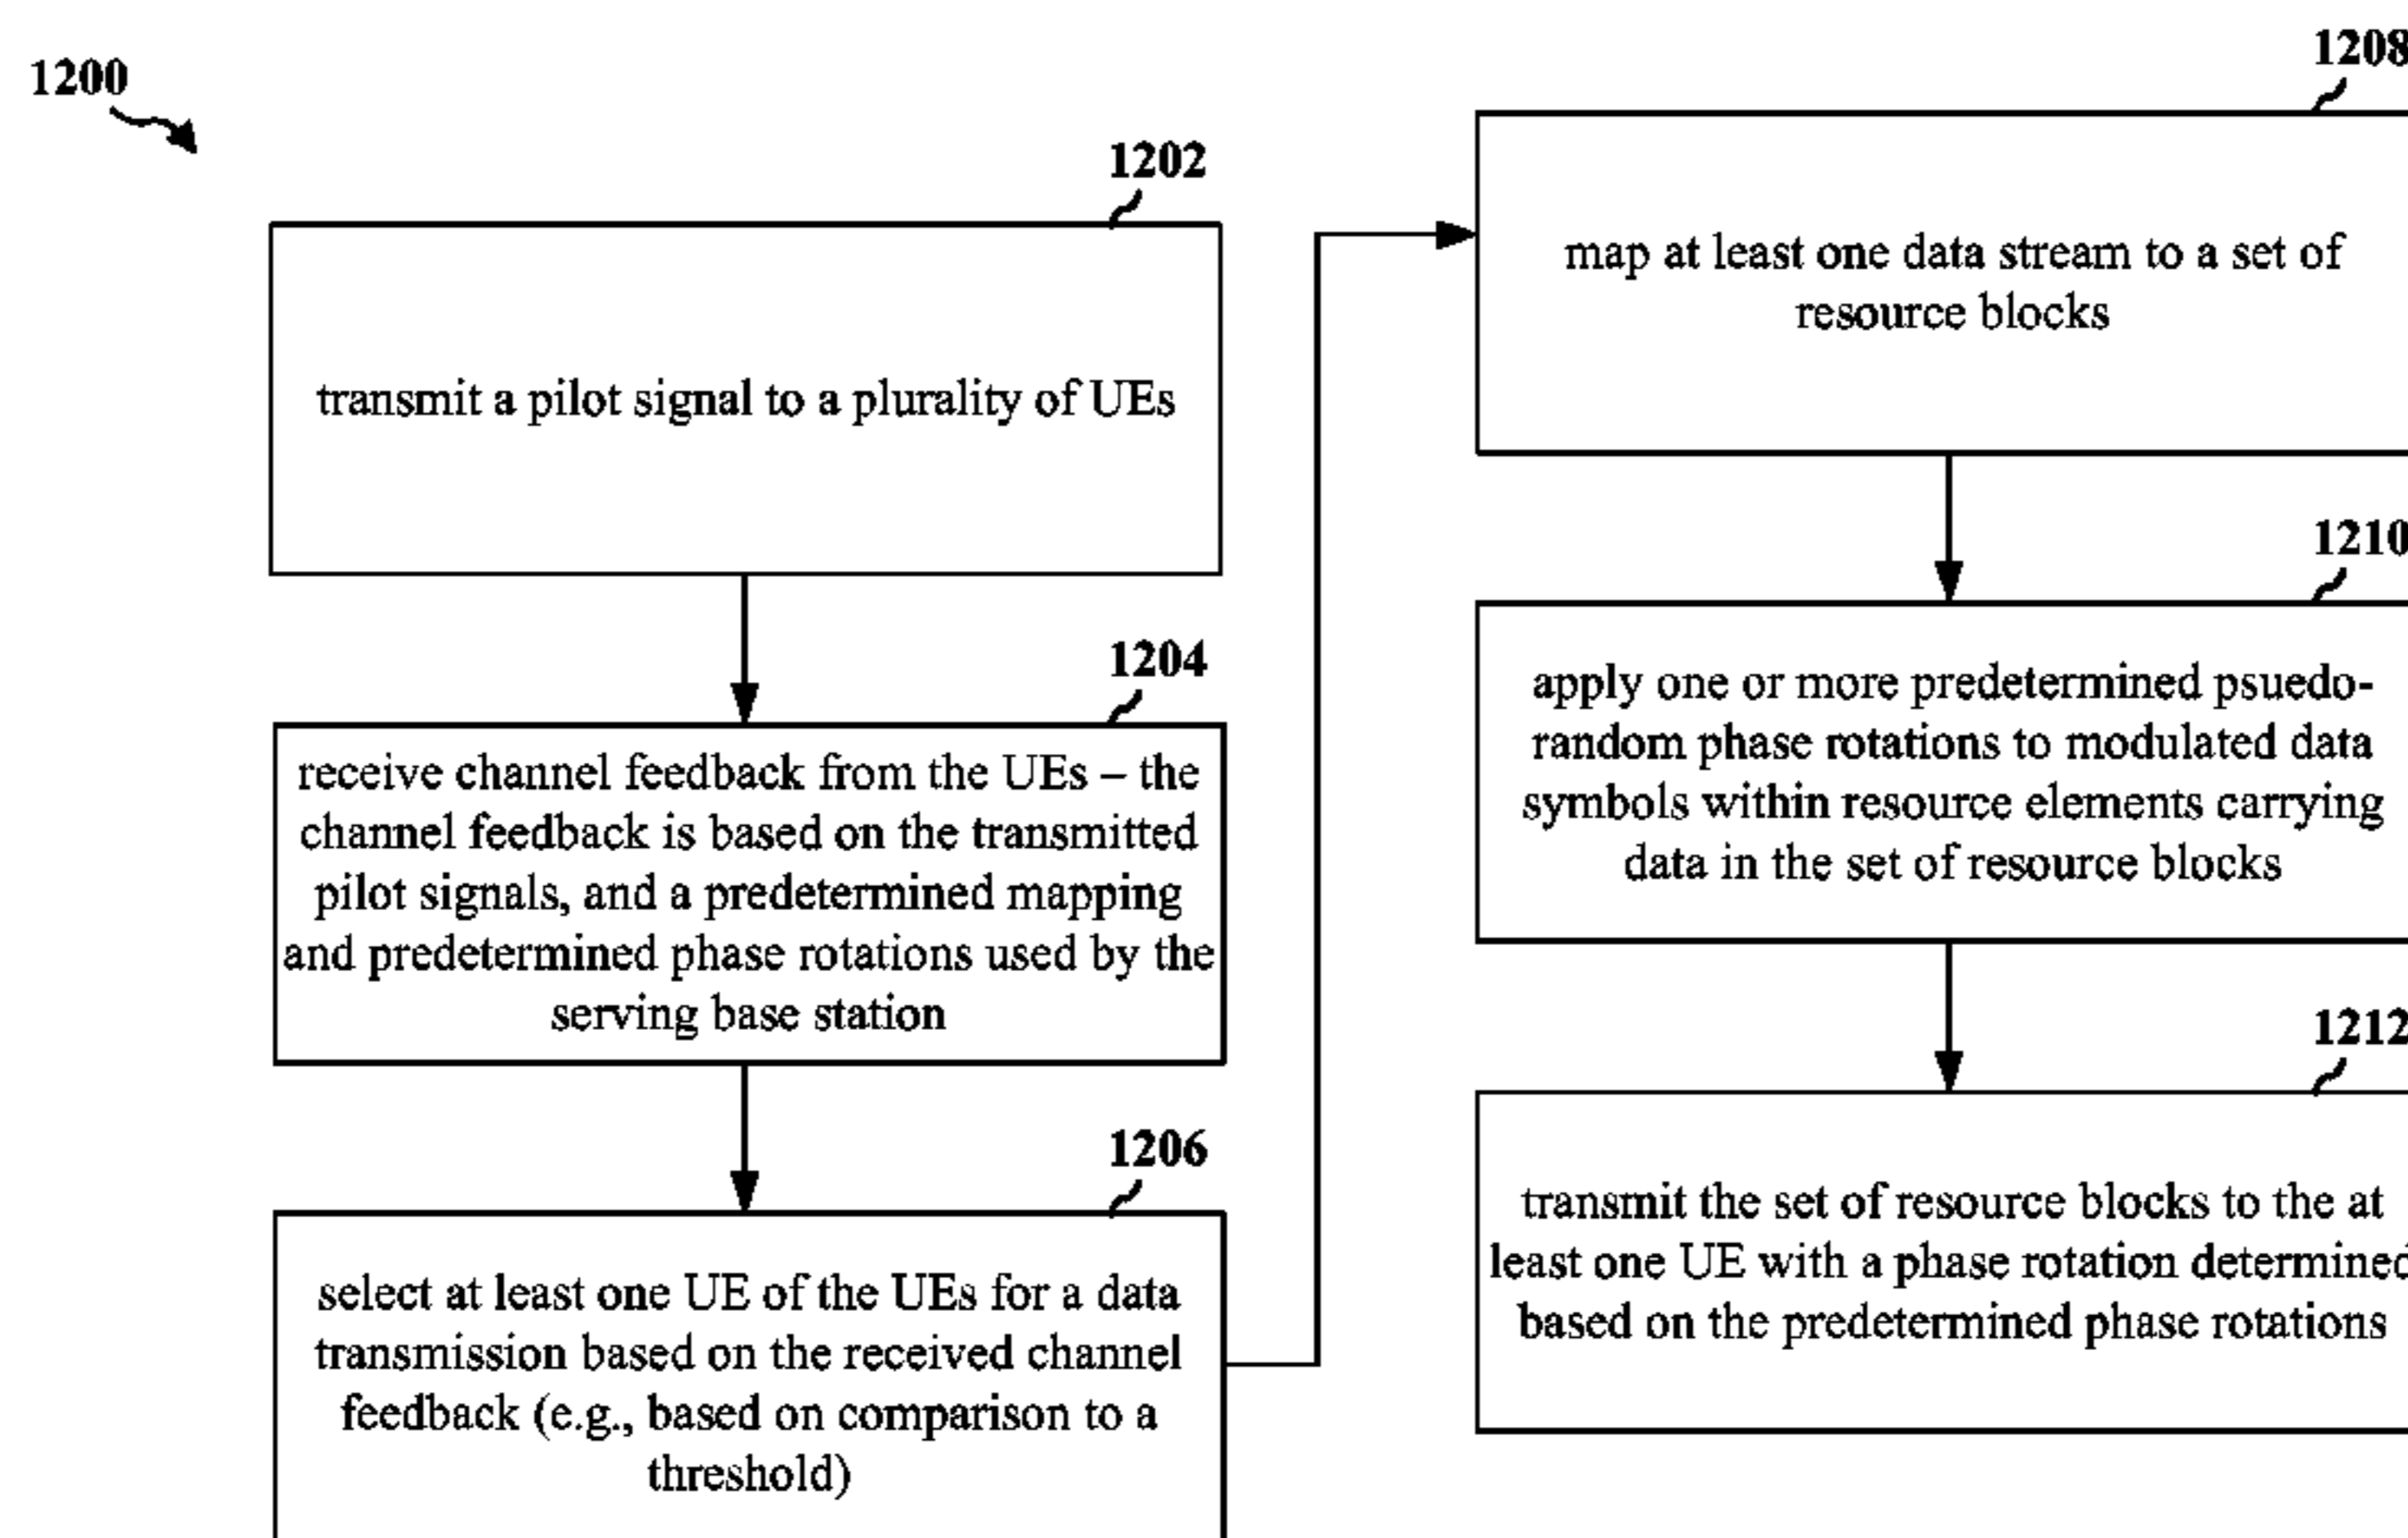 1200
1202
transmit a pilot signal to a plurality of UEs
1204
receive channel feedback from the UEs – the
channel feedback is based on the transmitted
pilot signals, and a predetermined mapping
and predetermined phase rotations used by the
serving base station
1206
select at least one UE of the UEs for a data
transmission based on the received channel
feedback (e.g., based on comparison to a
threshold)
1208
map at least one data stream to a set of
resource blocks
1210
apply one or more predetermined psuedo-
random phase rotations to modulated data
symbols within resource elements carrying
data in the set of resource blocks
1212
transmit the set of resource blocks to the at
least one UE with a phase rotation determined
based on the predetermined phase rotations